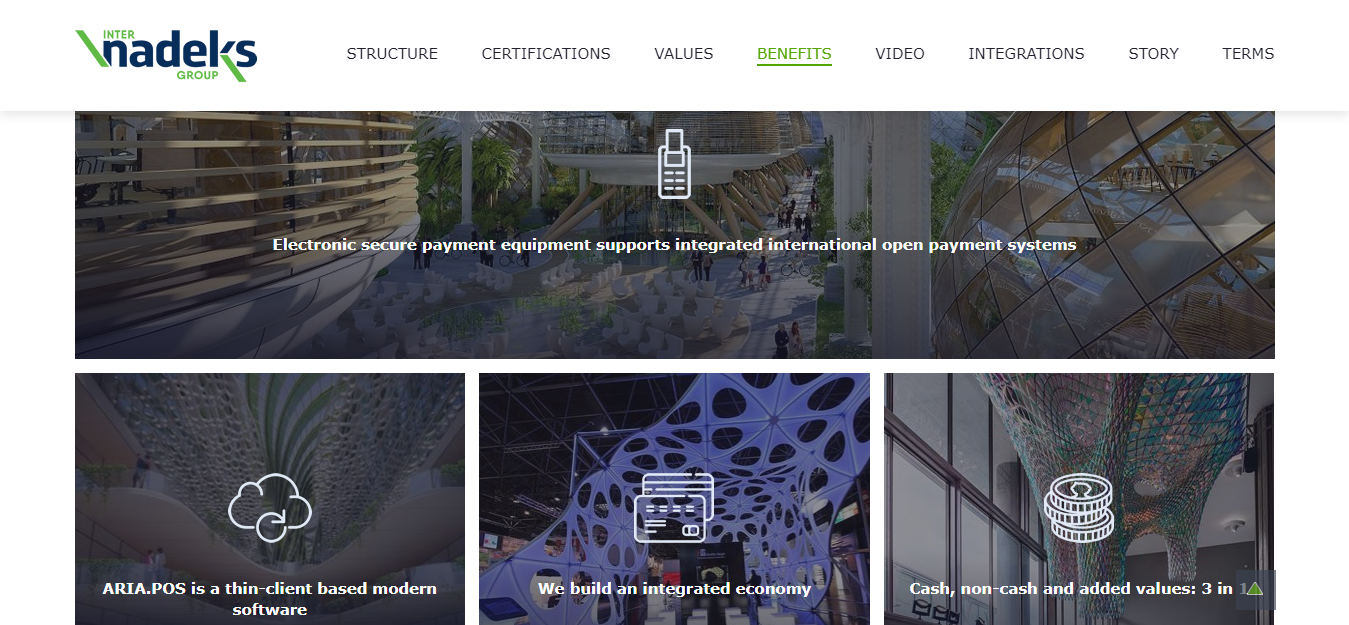 INTER
nadeks
GROUP
STRUCTURE CERTIFICATIONS VALUES BENEFITS VIDEO INTEGRATIONS STORY TERMS
Electronic secure payment equipment supports integrated international open payment systems
ARIA.POS is a thin-client based modern
software
We build an integrated economy
Cash, non-cash and added values: 3 in 1